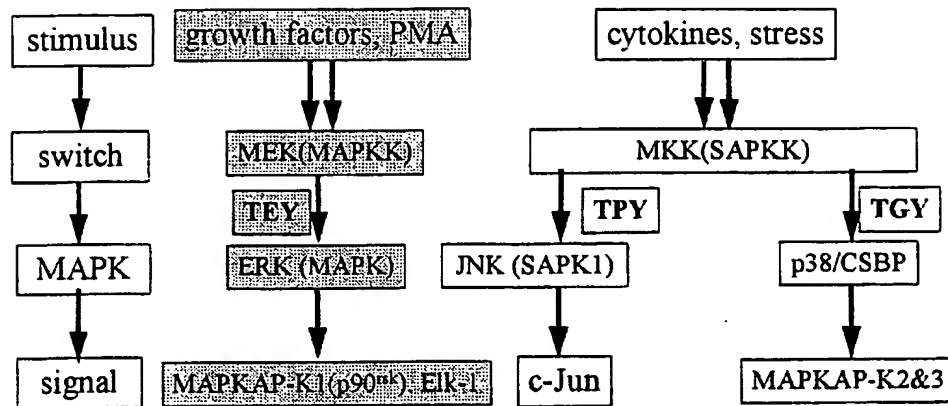 stimulus
growth factors, PMA
cytokines, stress
switch
MEK(MAPKK)
MKK(SAPKK)
TEY
TPY
TGY
MAPK
ERK (MAPK)
JNK (SAPK1)
p38/CSBP
signal
MAPKAP-K1(p90rsk) Elk-1
c-Jun
MAPKAP-K2&3